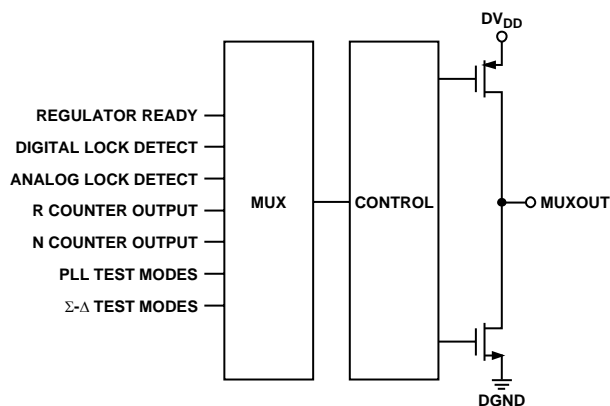 DVDD
REGULATOR READY
DIGITAL LOCK DETECT
ANALOG LOCK DETECT
R COUNTER OUTPUT
N COUNTER OUTPUT
PLL TEST MODES
Σ-Δ TEST MODES
MUX
CONTROL
MUXOUT
DGND